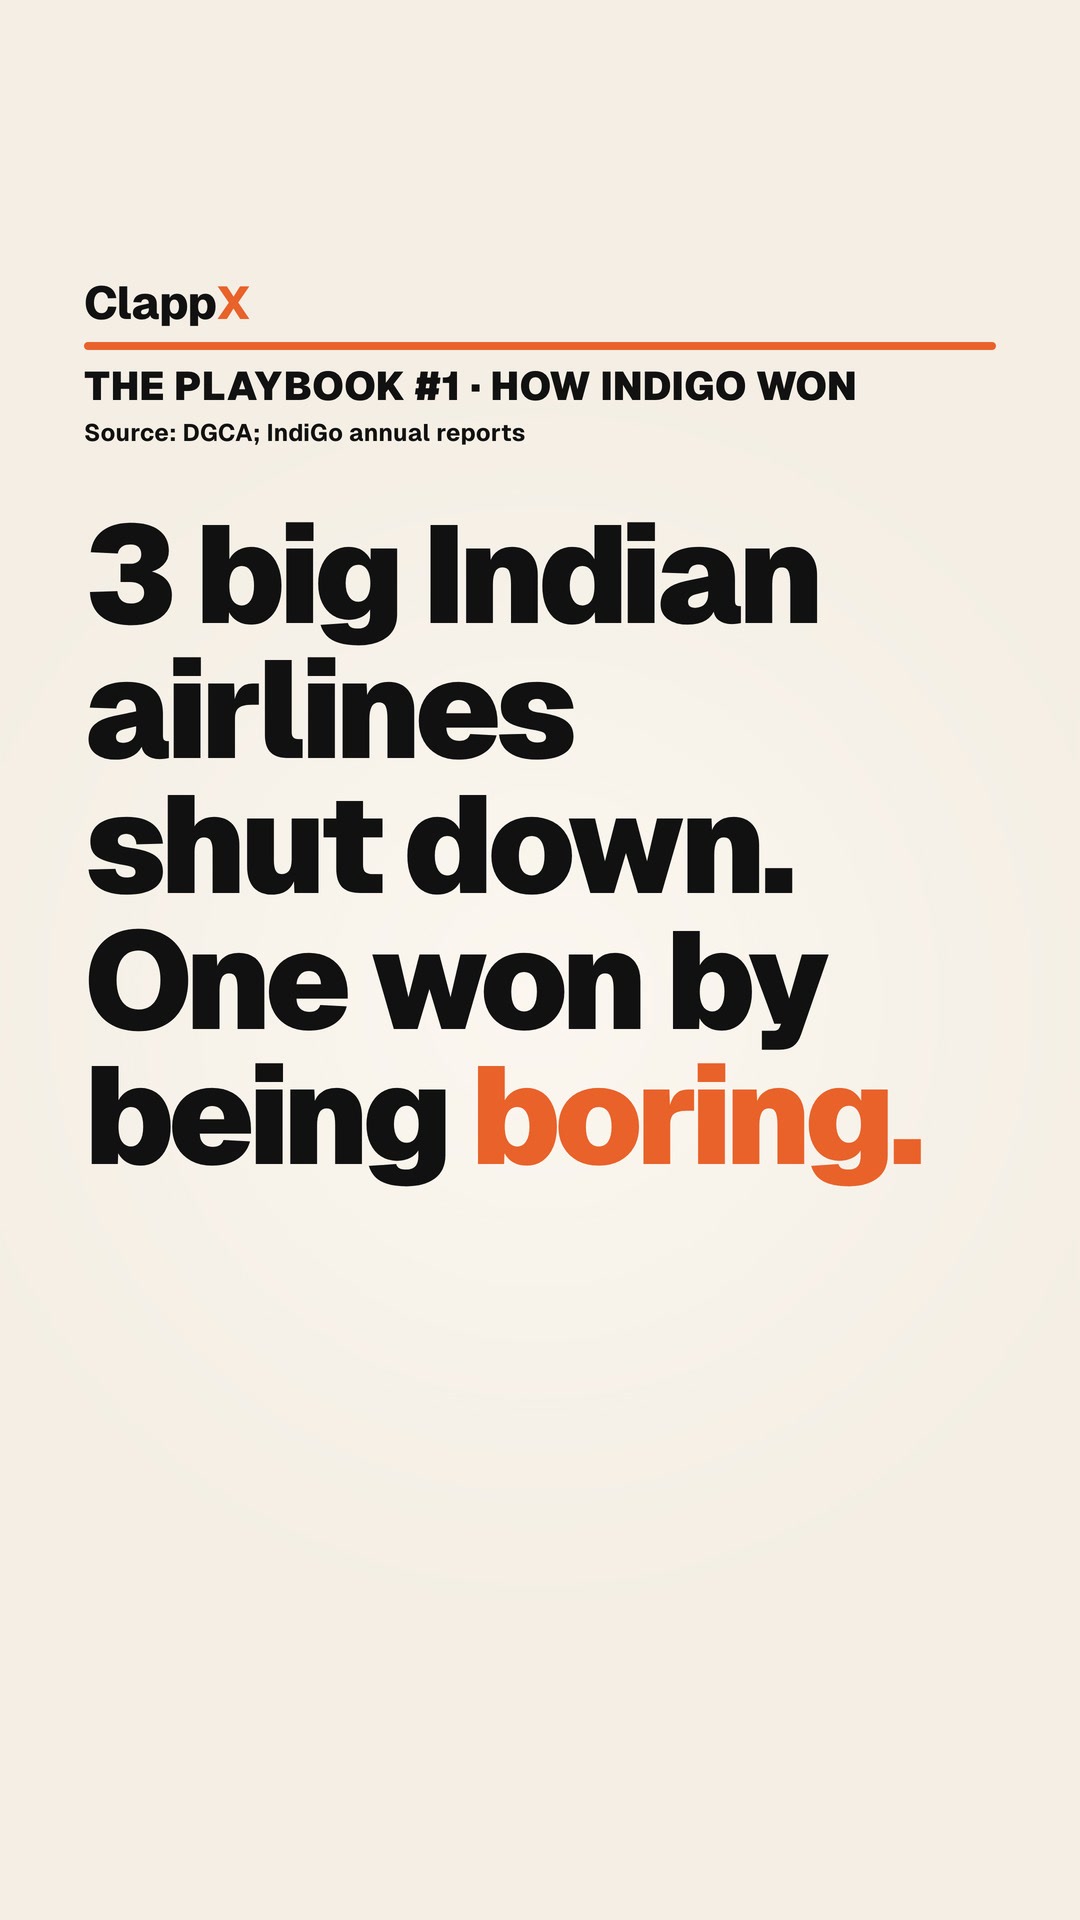 ClappX
THE PLAYBOOK #1 · HOW INDIGO WON
Source: DGCA; IndiGo annual reports
3 big Indian
airlines
shut down.
One won by
being boring.